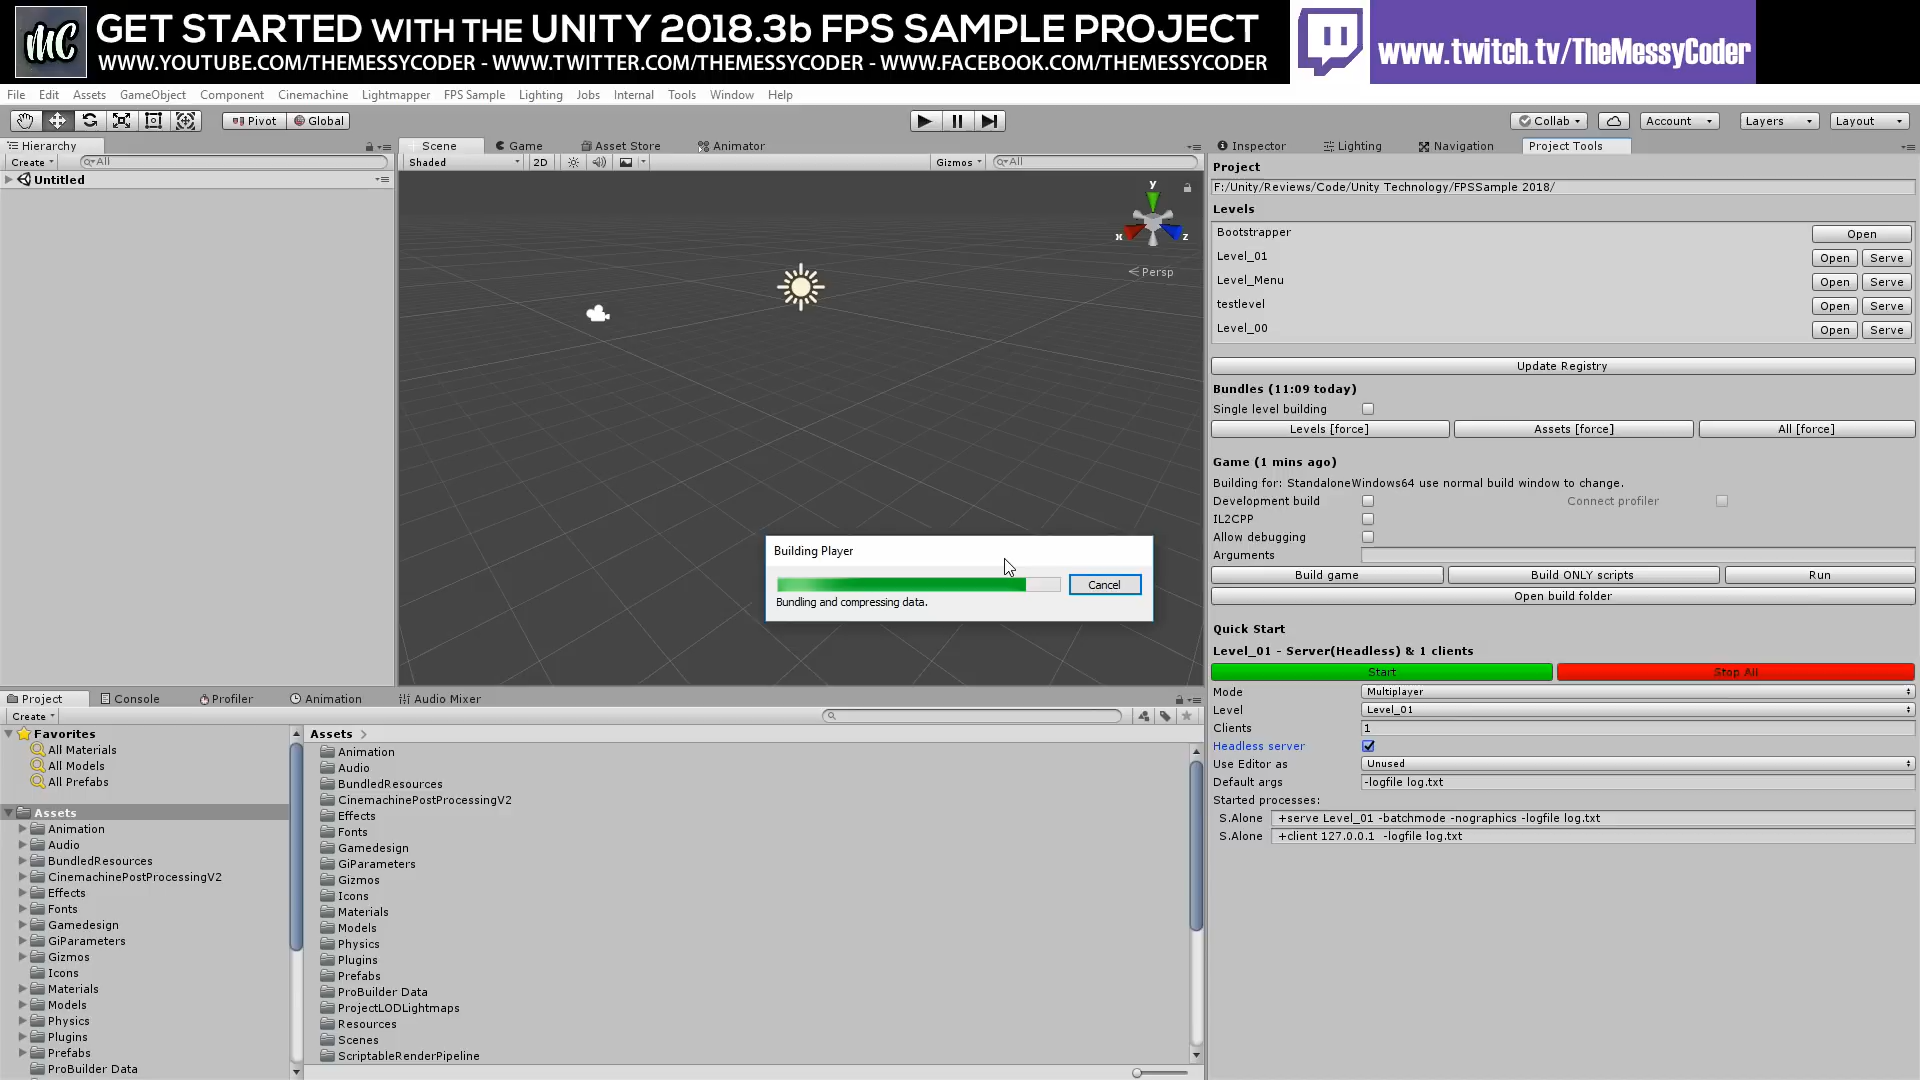 MC
GET STARTED WITH THE UNITY 2018.3b FPS SAMPLE PROJECT
WWW.YOUTUBE.COM/THEMESSYCODER - WWW.TWITTER.COM/THEMESSYCODER - WWW.FACEBOOK.COM/THEMESSYCODER
www.twitch.tv/TheMessyCoder
File Edit Assets GameObject Component Cinemachine Lightmapper FPS Sample Lighting Jobs Internal Tools Window Help
Pivot Global Collab Account Layers Layout
Hierarchy
Create All
Untitled
Scene Game Asset Store Animator
Shaded 2D Gizmos All
y
x z
Persp
Inspector Lighting Navigation Project Tools
Project
F:/Unity/Reviews/Code/Unity Technology/FPSSample 2018/
Levels
Bootstrapper Open
Level_01 Open Serve
Level_Menu Open Serve
testlevel Open Serve
Level_00 Open Serve
Update Registry
Bundles (11:09 today)
Single level building
Levels [force] Assets [force] All [force]
Game (1 mins ago)
Building for: StandaloneWindows64 use normal build window to change.
Development build Connect profiler
IL2CPP
Allow debugging
Arguments
Build game Build ONLY scripts Run
Open build folder
Quick Start
Level_01 - Server(Headless) & 1 clients
Start Stop All
Mode Multiplayer
Level Level_01
Clients 1
Headless server
Use Editor as Unused
Default args -logfile log.txt
Started processes:
S.Alone +serve Level_01 -batchmode -nographics -logfile log.txt
S.Alone +client 127.0.0.1 -logfile log.txt
Building Player
Cancel
Bundling and compressing data.
Project Console Profiler Animation Audio Mixer
Create
Favorites
All Materials
All Models
All Prefabs
Assets
Animation
Audio
BundledResources
CinemachinePostProcessingV2
Effects
Fonts
Gamedesign
GiParameters
Gizmos
Icons
Materials
Models
Physics
Plugins
Prefabs
ProBuilder Data
Assets
Animation
Audio
BundledResources
CinemachinePostProcessingV2
Effects
Fonts
Gamedesign
GiParameters
Gizmos
Icons
Materials
Models
Physics
Plugins
Prefabs
ProBuilder Data
ProjectLODLightmaps
Resources
Scenes
ScriptableRenderPipeline